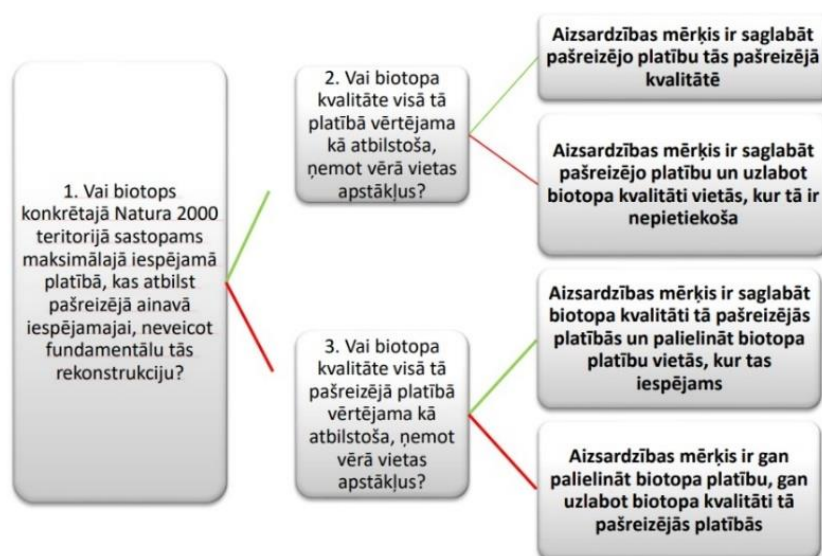 1. Vai biotops
konkrētajā Natura 2000
teritorijā sastopams
maksimālajā iespējamā
platībā, kas atbilst
pašreizējā ainavā
iespējamajai, neveicot
fundamentālu tās
rekonstrukciju?
2. Vai biotopa
kvalitāte visā tā
platībā vērtējama
kā atbilstoša,
ņemot vērā vietas
apstākļus?
3. Vai biotopa
kvalitāte visā tā
pašreizējā platībā
vērtējama kā
atbilstoša, ņemot
vērā vietas
apstākļus?
Aizsardzības mērķis ir saglabāt
pašreizējo platību tās pašreizējā
kvalitātē
Aizsardzības mērķis ir saglabāt
pašreizējo platību un uzlabot
biotopa kvalitāti vietās, kur tā ir
nepietiekoša
Aizsardzības mērķis ir saglabāt
biotopa kvalitāti tā pašreizējās
platībās un palielināt biotopa
platību vietās, kur tas
iespējams
Aizsardzības mērķis ir gan
palielināt biotopa platību, gan
uzlabot biotopa kvalitāti tā
pašreizējās platībās